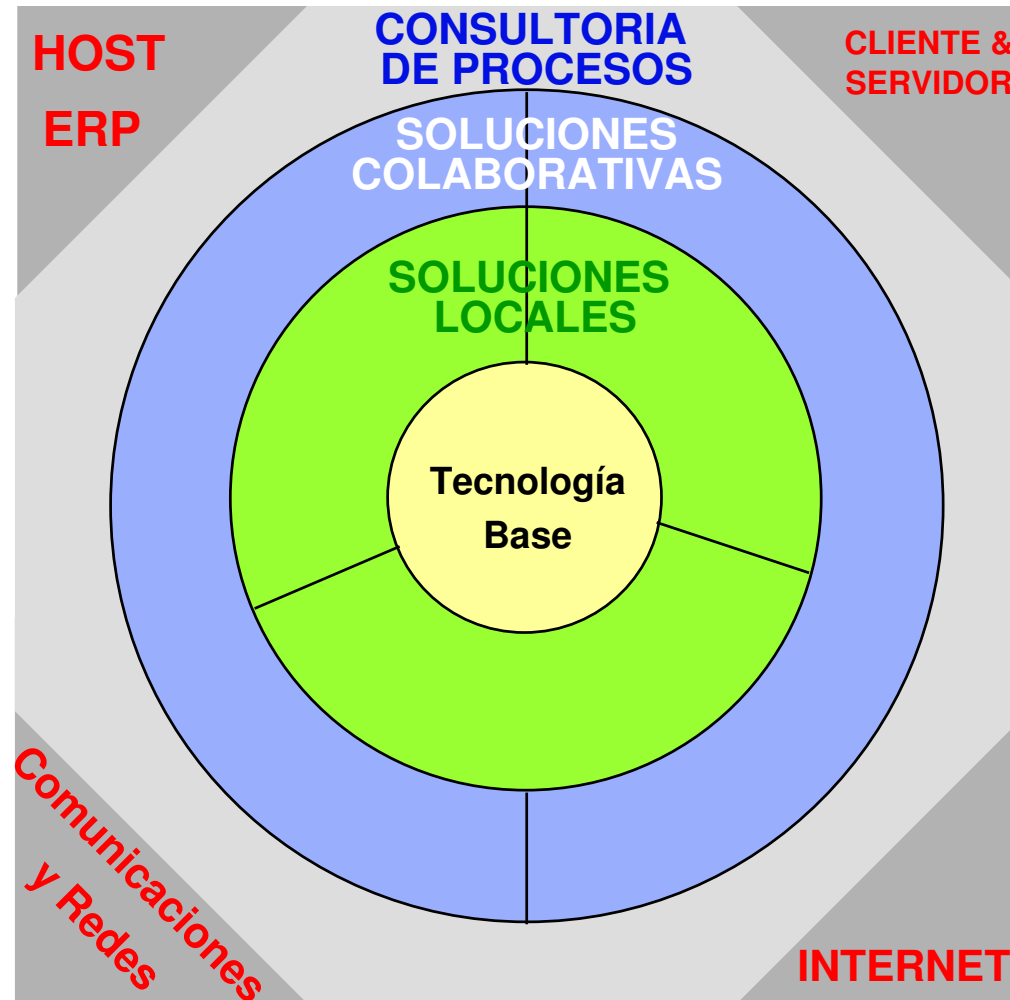 HOST
ERP
CONSULTORIA
DE PROCESOS
CLIENTE &
SERVIDOR
SOLUCIONES
COLABORATIVAS
SOLUCIONES
LOCALES
Tecnología
Base
Comunicaciones
y Redes
INTERNET